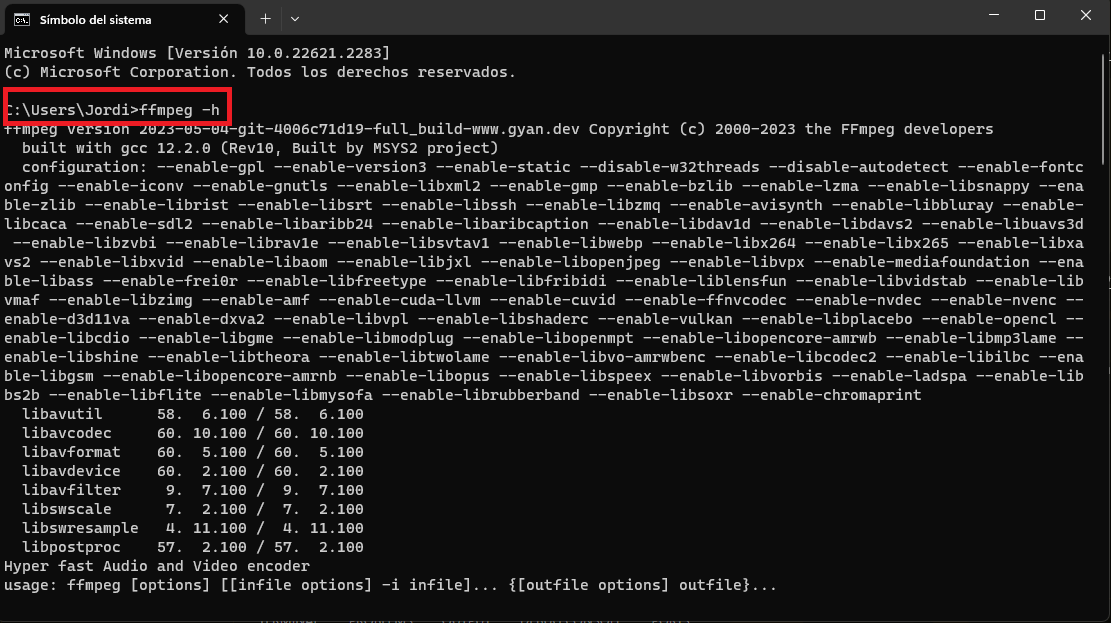 Símbolo del sistema
Microsoft Windows [Versión 10.0.22621.2283]
(c) Microsoft Corporation. Todos los derechos reservados.
C:\Users\Jordi>ffmpeg -h
ffmpeg version 2023-05-04-git-4006c71d19-full_build-www.gyan.dev Copyright (c) 2000-2023 the FFmpeg developers
  built with gcc 12.2.0 (Rev10, Built by MSYS2 project)
  configuration: --enable-gpl --enable-version3 --enable-static --disable-w32threads --disable-autodetect --enable-fontc
onfig --enable-iconv --enable-gnutls --enable-libxml2 --enable-gmp --enable-bzlib --enable-lzma --enable-libsnappy --ena
ble-zlib --enable-librist --enable-libsrt --enable-libssh --enable-libzmq --enable-avisynth --enable-libbluray --enable-
libcaca --enable-sdl2 --enable-libaribb24 --enable-libaribcaption --enable-libdav1d --enable-libdavs2 --enable-libuavs3d
 --enable-libzvbi --enable-librav1e --enable-libsvtav1 --enable-libwebp --enable-libx264 --enable-libx265 --enable-libxa
vs2 --enable-libxvid --enable-libaom --enable-libjxl --enable-libopenjpeg --enable-libvpx --enable-mediafoundation --ena
ble-libass --enable-frei0r --enable-libfreetype --enable-libfribidi --enable-liblensfun --enable-libvidstab --enable-lib
vmaf --enable-libzimg --enable-amf --enable-cuda-llvm --enable-cuvid --enable-ffnvcodec --enable-nvdec --enable-nvenc --
enable-d3d11va --enable-dxva2 --enable-libvpl --enable-libshaderc --enable-vulkan --enable-libplacebo --enable-opencl --
enable-libcdio --enable-libgme --enable-libmodplug --enable-libopenmpt --enable-libopencore-amrwb --enable-libmp3lame --
enable-libshine --enable-libtheora --enable-libtwolame --enable-libvo-amrwbenc --enable-libcodec2 --enable-libilbc --ena
ble-libgsm --enable-libopencore-amrnb --enable-libopus --enable-libspeex --enable-libvorbis --enable-ladspa --enable-lib
bs2b --enable-libflite --enable-libmysofa --enable-librubberband --enable-libsoxr --enable-chromaprint
  libavutil      58.  6.100 / 58.  6.100
  libavcodec     60. 10.100 / 60. 10.100
  libavformat    60.  5.100 / 60.  5.100
  libavdevice    60.  2.100 / 60.  2.100
  libavfilter     9.  7.100 /  9.  7.100
  libswscale      7.  2.100 /  7.  2.100
  libswresample   4. 11.100 /  4. 11.100
  libpostproc    57.  2.100 / 57.  2.100
Hyper fast Audio and Video encoder
usage: ffmpeg [options] [[infile options] -i infile]... {[outfile options] outfile}...